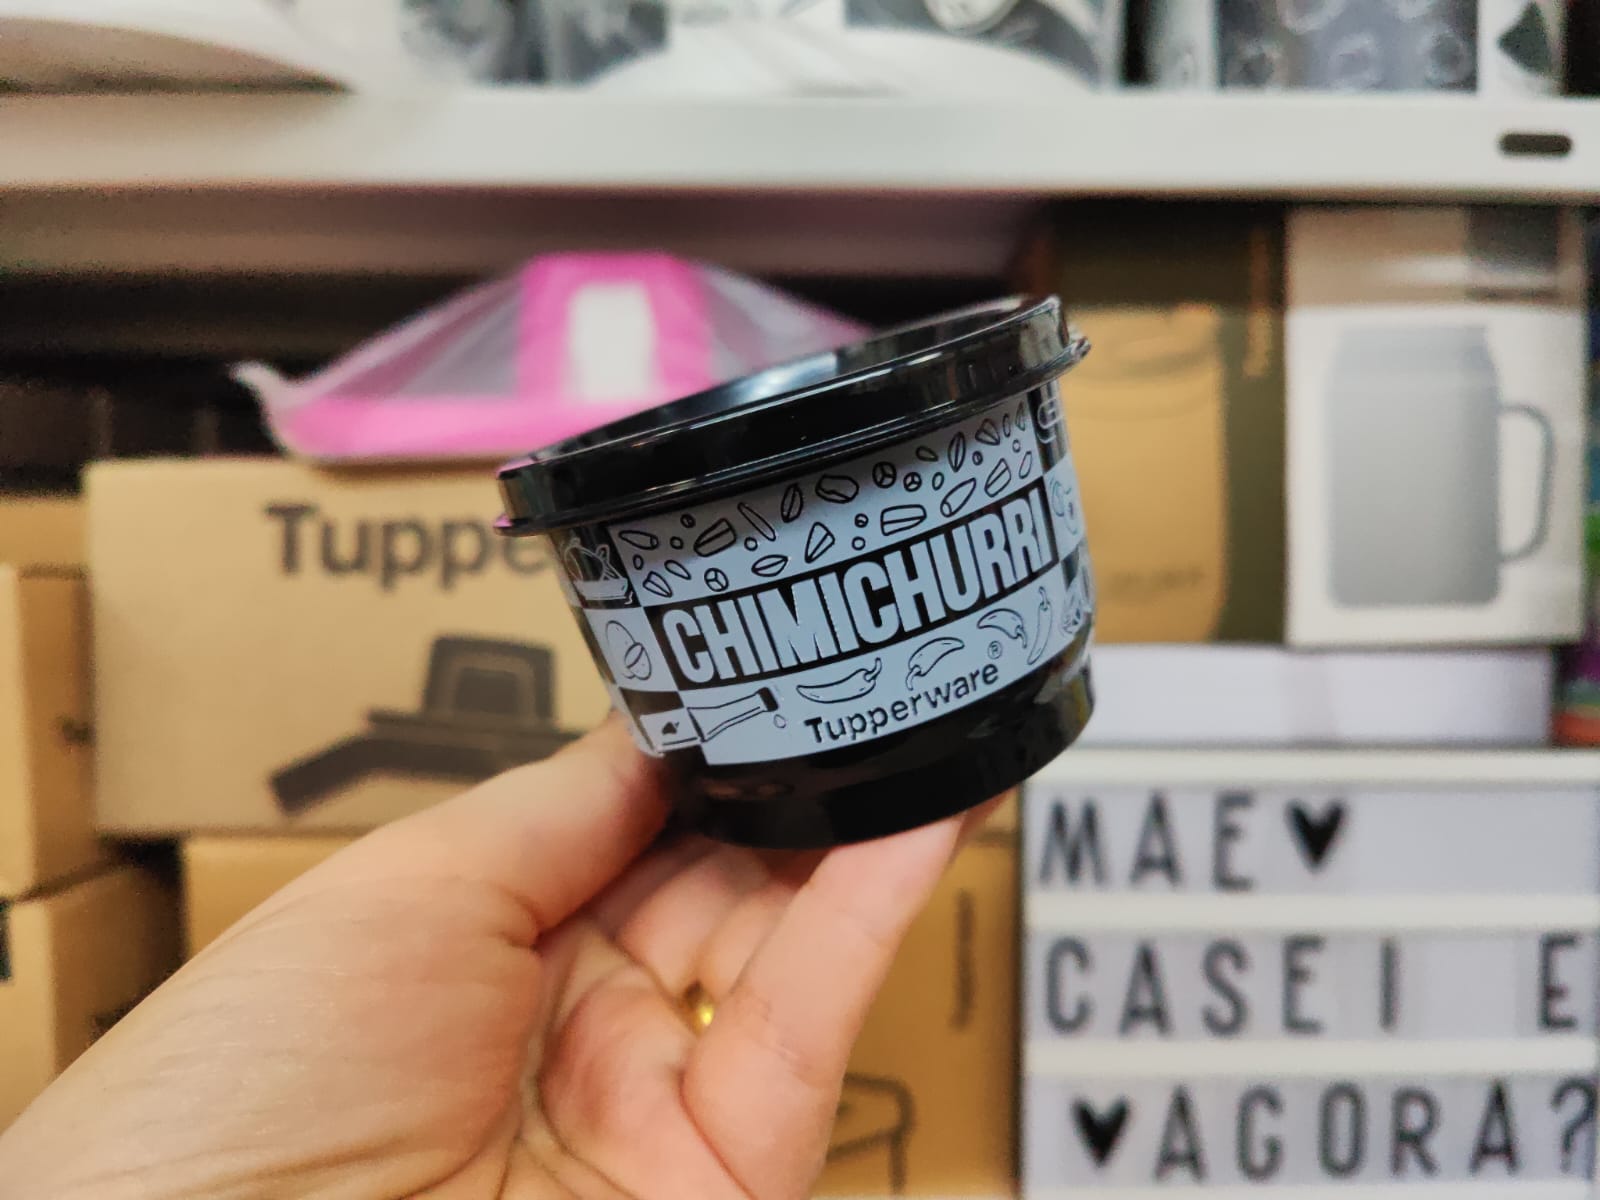 Tuppe
CHIMICHURRI
Tupperware®
MAE♥
CASEI E
♥AGORA?